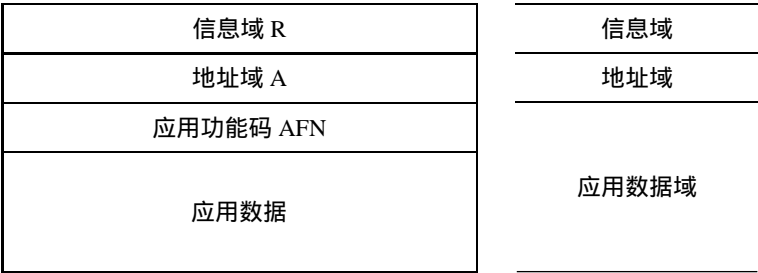 信息域 R
信息域
地址域 A
地址域
应用功能码 AFN
应用数据域
应用数据